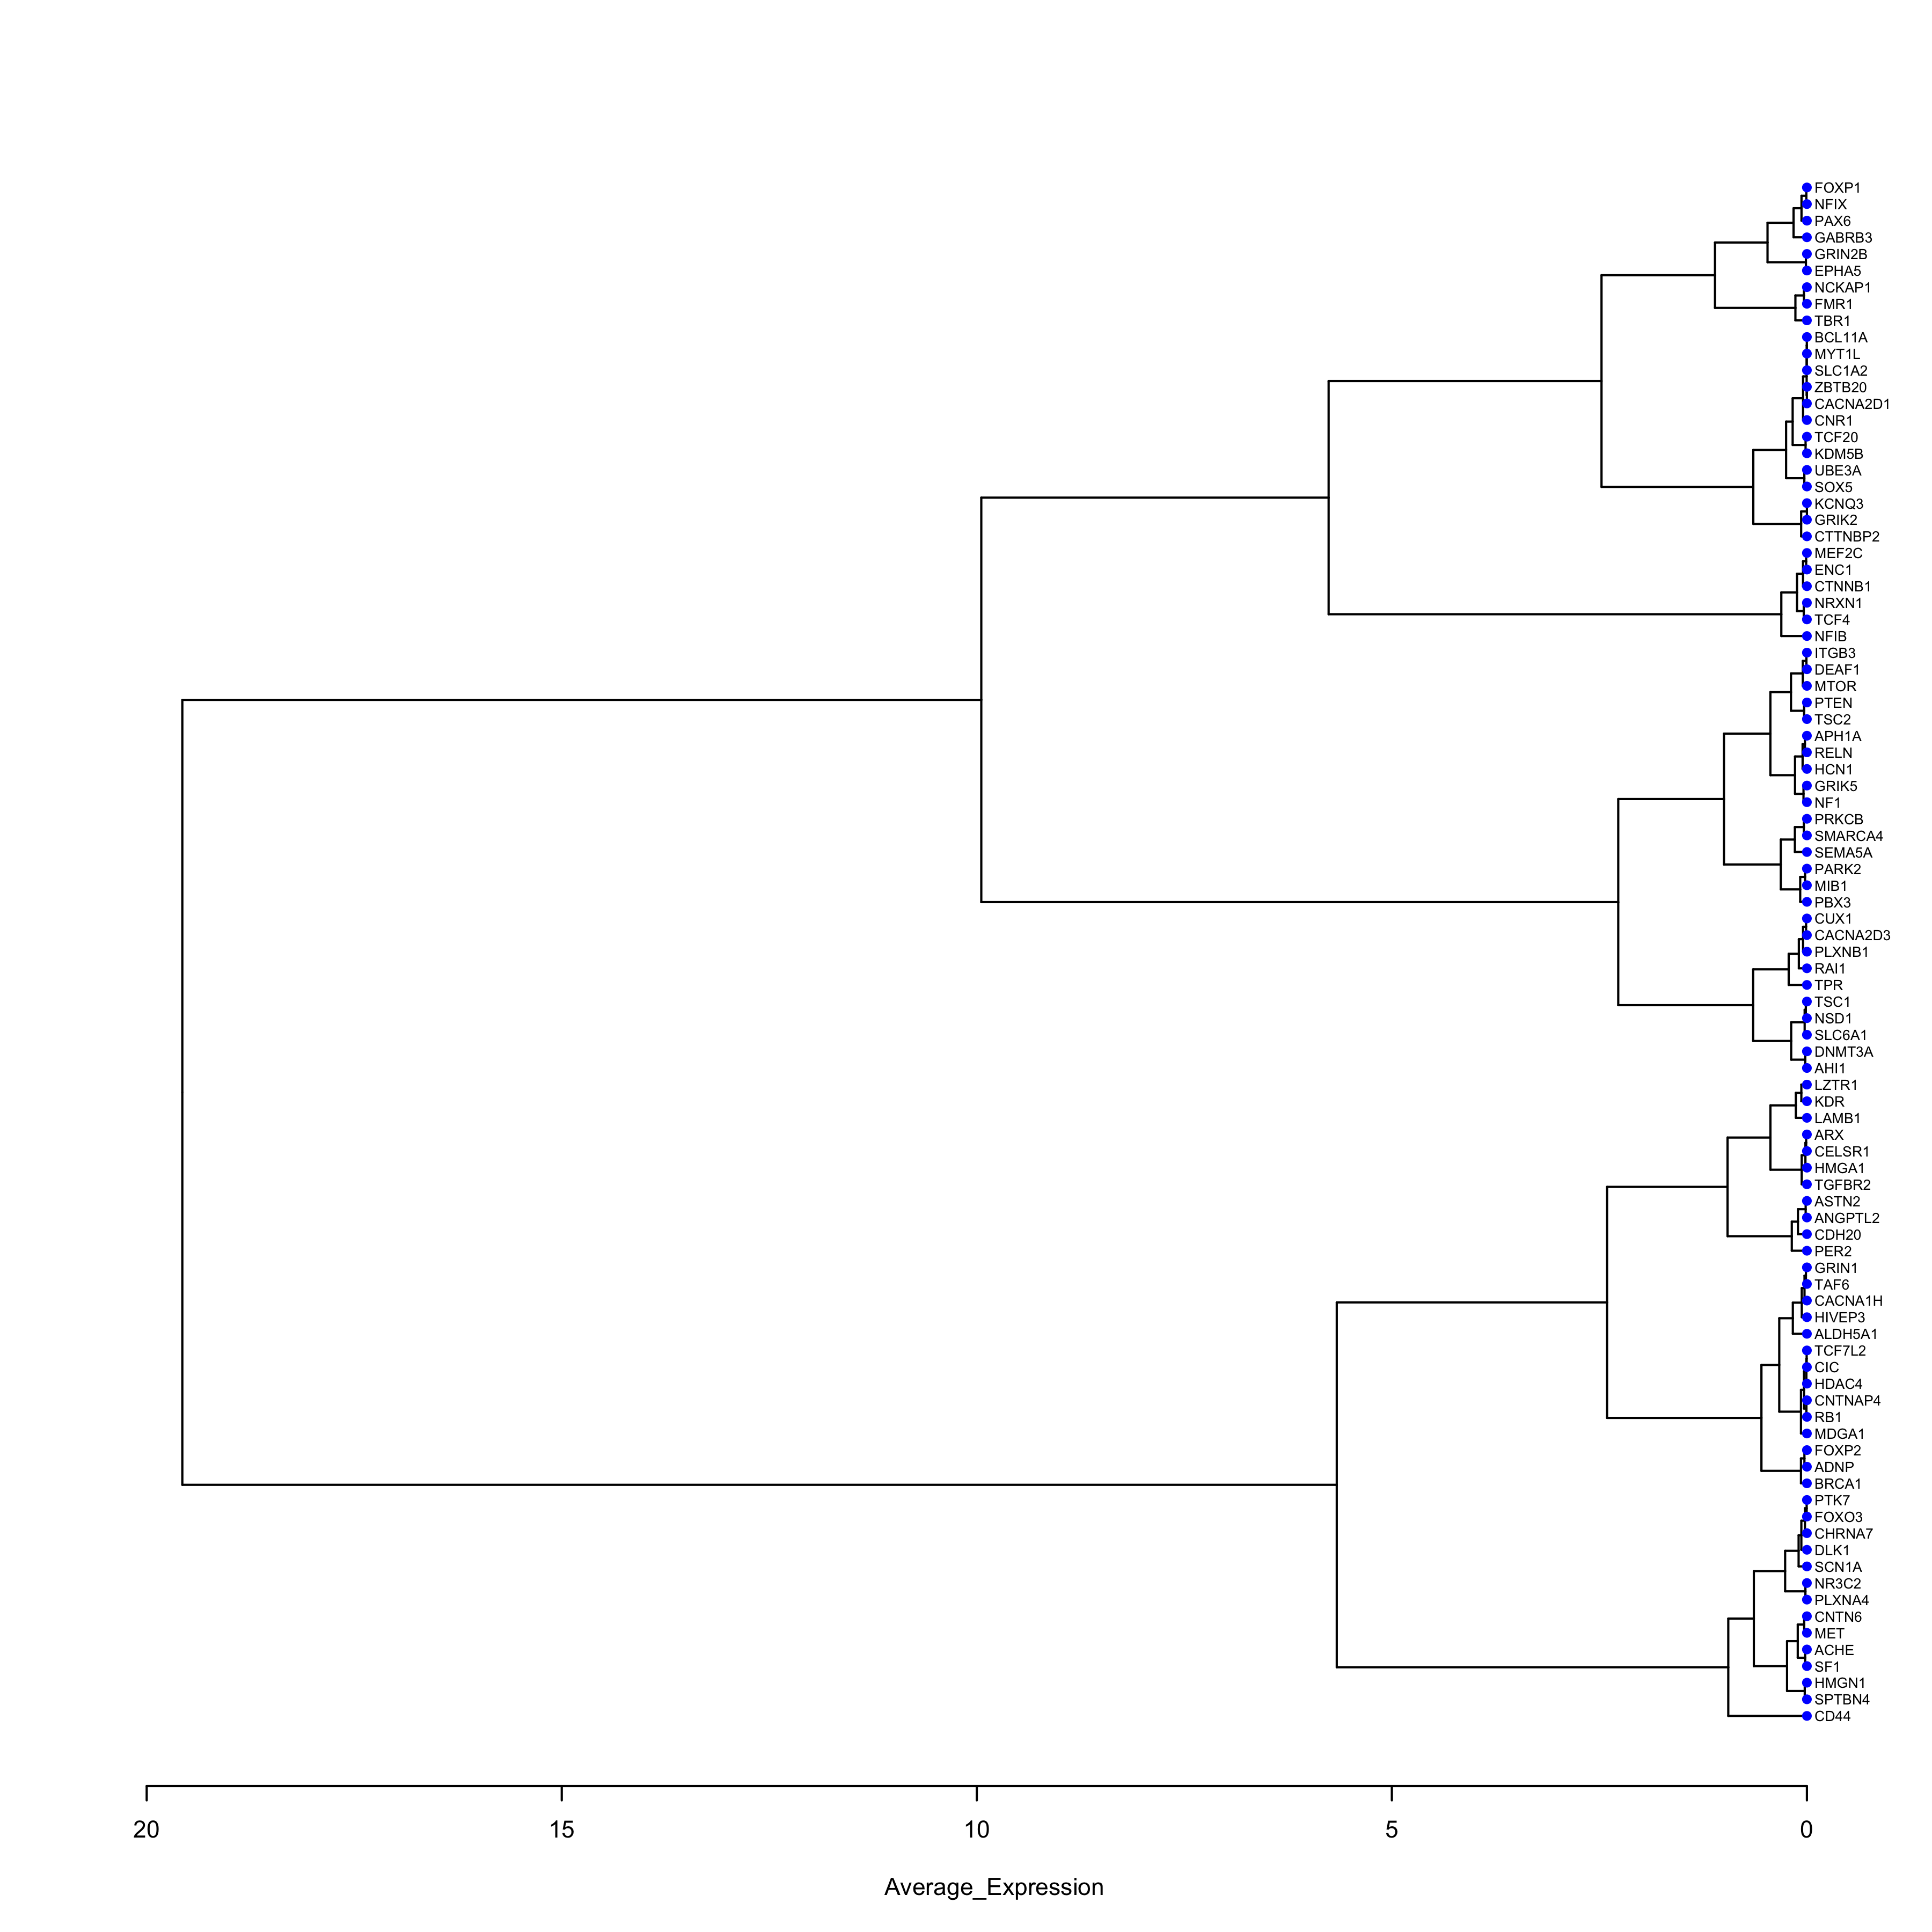 FOXP1
NFIX
PAX6
GABRB3
GRIN2B
EPHA5
NCKAP1
FMR1
TBR1
BCL11A
MYT1L
SLC1A2
ZBTB20
CACNA2D1
CNR1
TCF20
KDM5B
UBE3A
SOX5
KCNQ3
GRIK2
CTTNBP2
MEF2C
ENC1
CTNNB1
NRXN1
TCF4
NFIB
ITGB3
DEAF1
MTOR
PTEN
TSC2
APH1A
RELN
HCN1
GRIK5
NF1
PRKCB
SMARCA4
SEMA5A
PARK2
MIB1
PBX3
CUX1
CACNA2D3
PLXNB1
RAI1
TPR
TSC1
NSD1
SLC6A1
DNMT3A
AHI1
LZTR1
KDR
LAMB1
ARX
CELSR1
HMGA1
TGFBR2
ASTN2
ANGPTL2
CDH20
PER2
GRIN1
TAF6
CACNA1H
HIVEP3
ALDH5A1
TCF7L2
CIC
HDAC4
CNTNAP4
RB1
MDGA1
FOXP2
ADNP
BRCA1
PTK7
FOXO3
CHRNA7
DLK1
SCN1A
NR3C2
PLXNA4
CNTN6
MET
ACHE
SF1
HMGN1
SPTBN4
CD44
20 15 10 5 0
Average_Expression